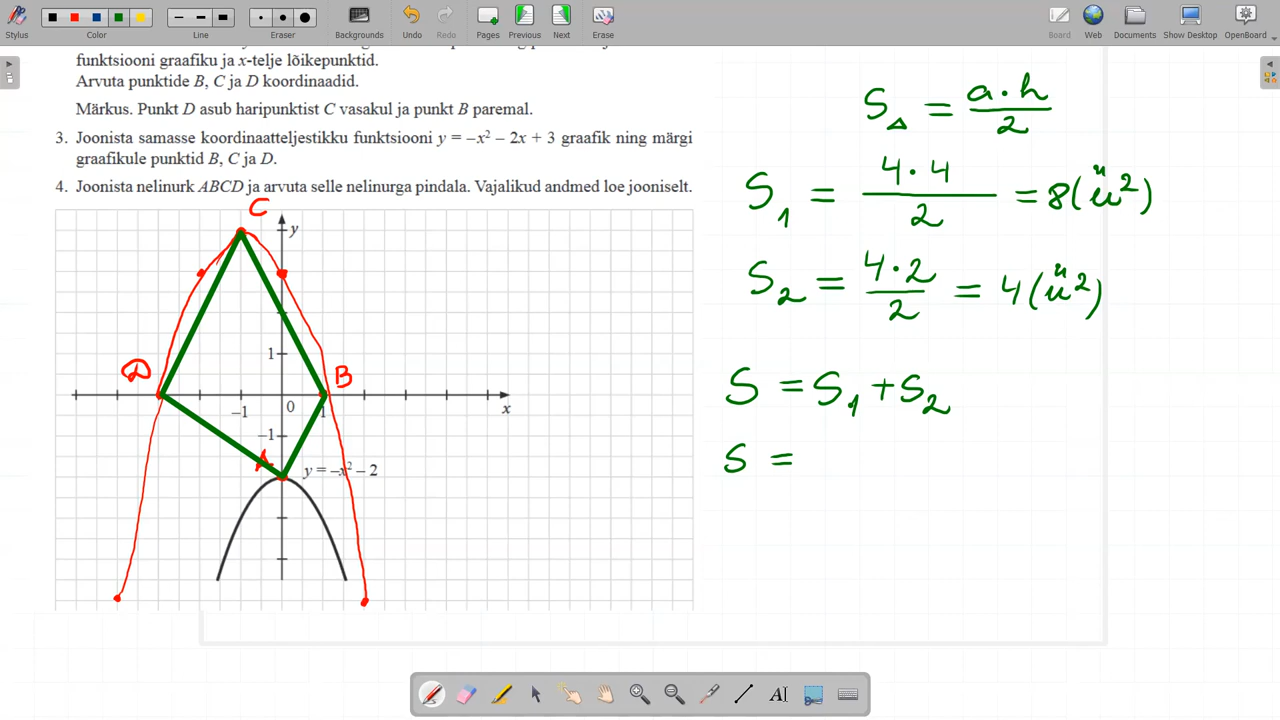 Stylus
Color
Line
Eraser
Backgrounds
Undo
Redo
Pages
Previous
Next
Erase
Board
Web
Documents
Show Desktop
OpenBoard
funktsiooni graafiku ja x-telje lõikepunktid.
Arvuta punktide B, C ja D koordinaadid.
Märkus. Punkt D asub haripunktist C vasakul ja punkt B paremal.
3. Joonista samasse koordinaatteljestikku funktsiooni y = –x² – 2x + 3 graafik ning märgi
graafikule punktid B, C ja D.
4. Joonista nelinurk ABCD ja arvuta selle nelinurga pindala. Vajalikud andmed loe jooniselt.
C
y
1
D
B
–1
0
1
x
–1
A
y = –x² – 2
S△ = a·h/2
S₁ = 4·4/2 = 8(ü²)
S₂ = 4·2/2 = 4(ü²)
S = S₁ + S₂
S =